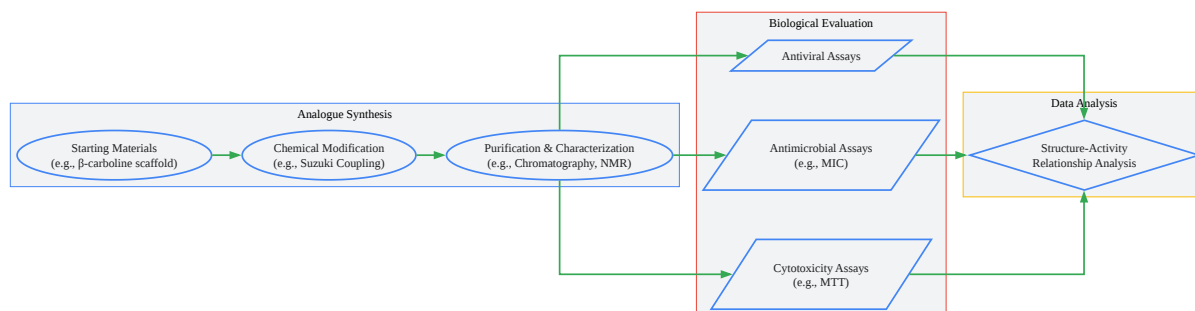 Biological Evaluation
Antiviral Assays
Analogue Synthesis
Data Analysis
Starting Materials
(e.g., β-carboline scaffold)
Chemical Modification
(e.g., Suzuki Coupling)
Purification & Characterization
(e.g., Chromatography, NMR)
Antimicrobial Assays
(e.g., MIC)
Structure-Activity
Relationship Analysis
Cytotoxicity Assays
(e.g., MTT)